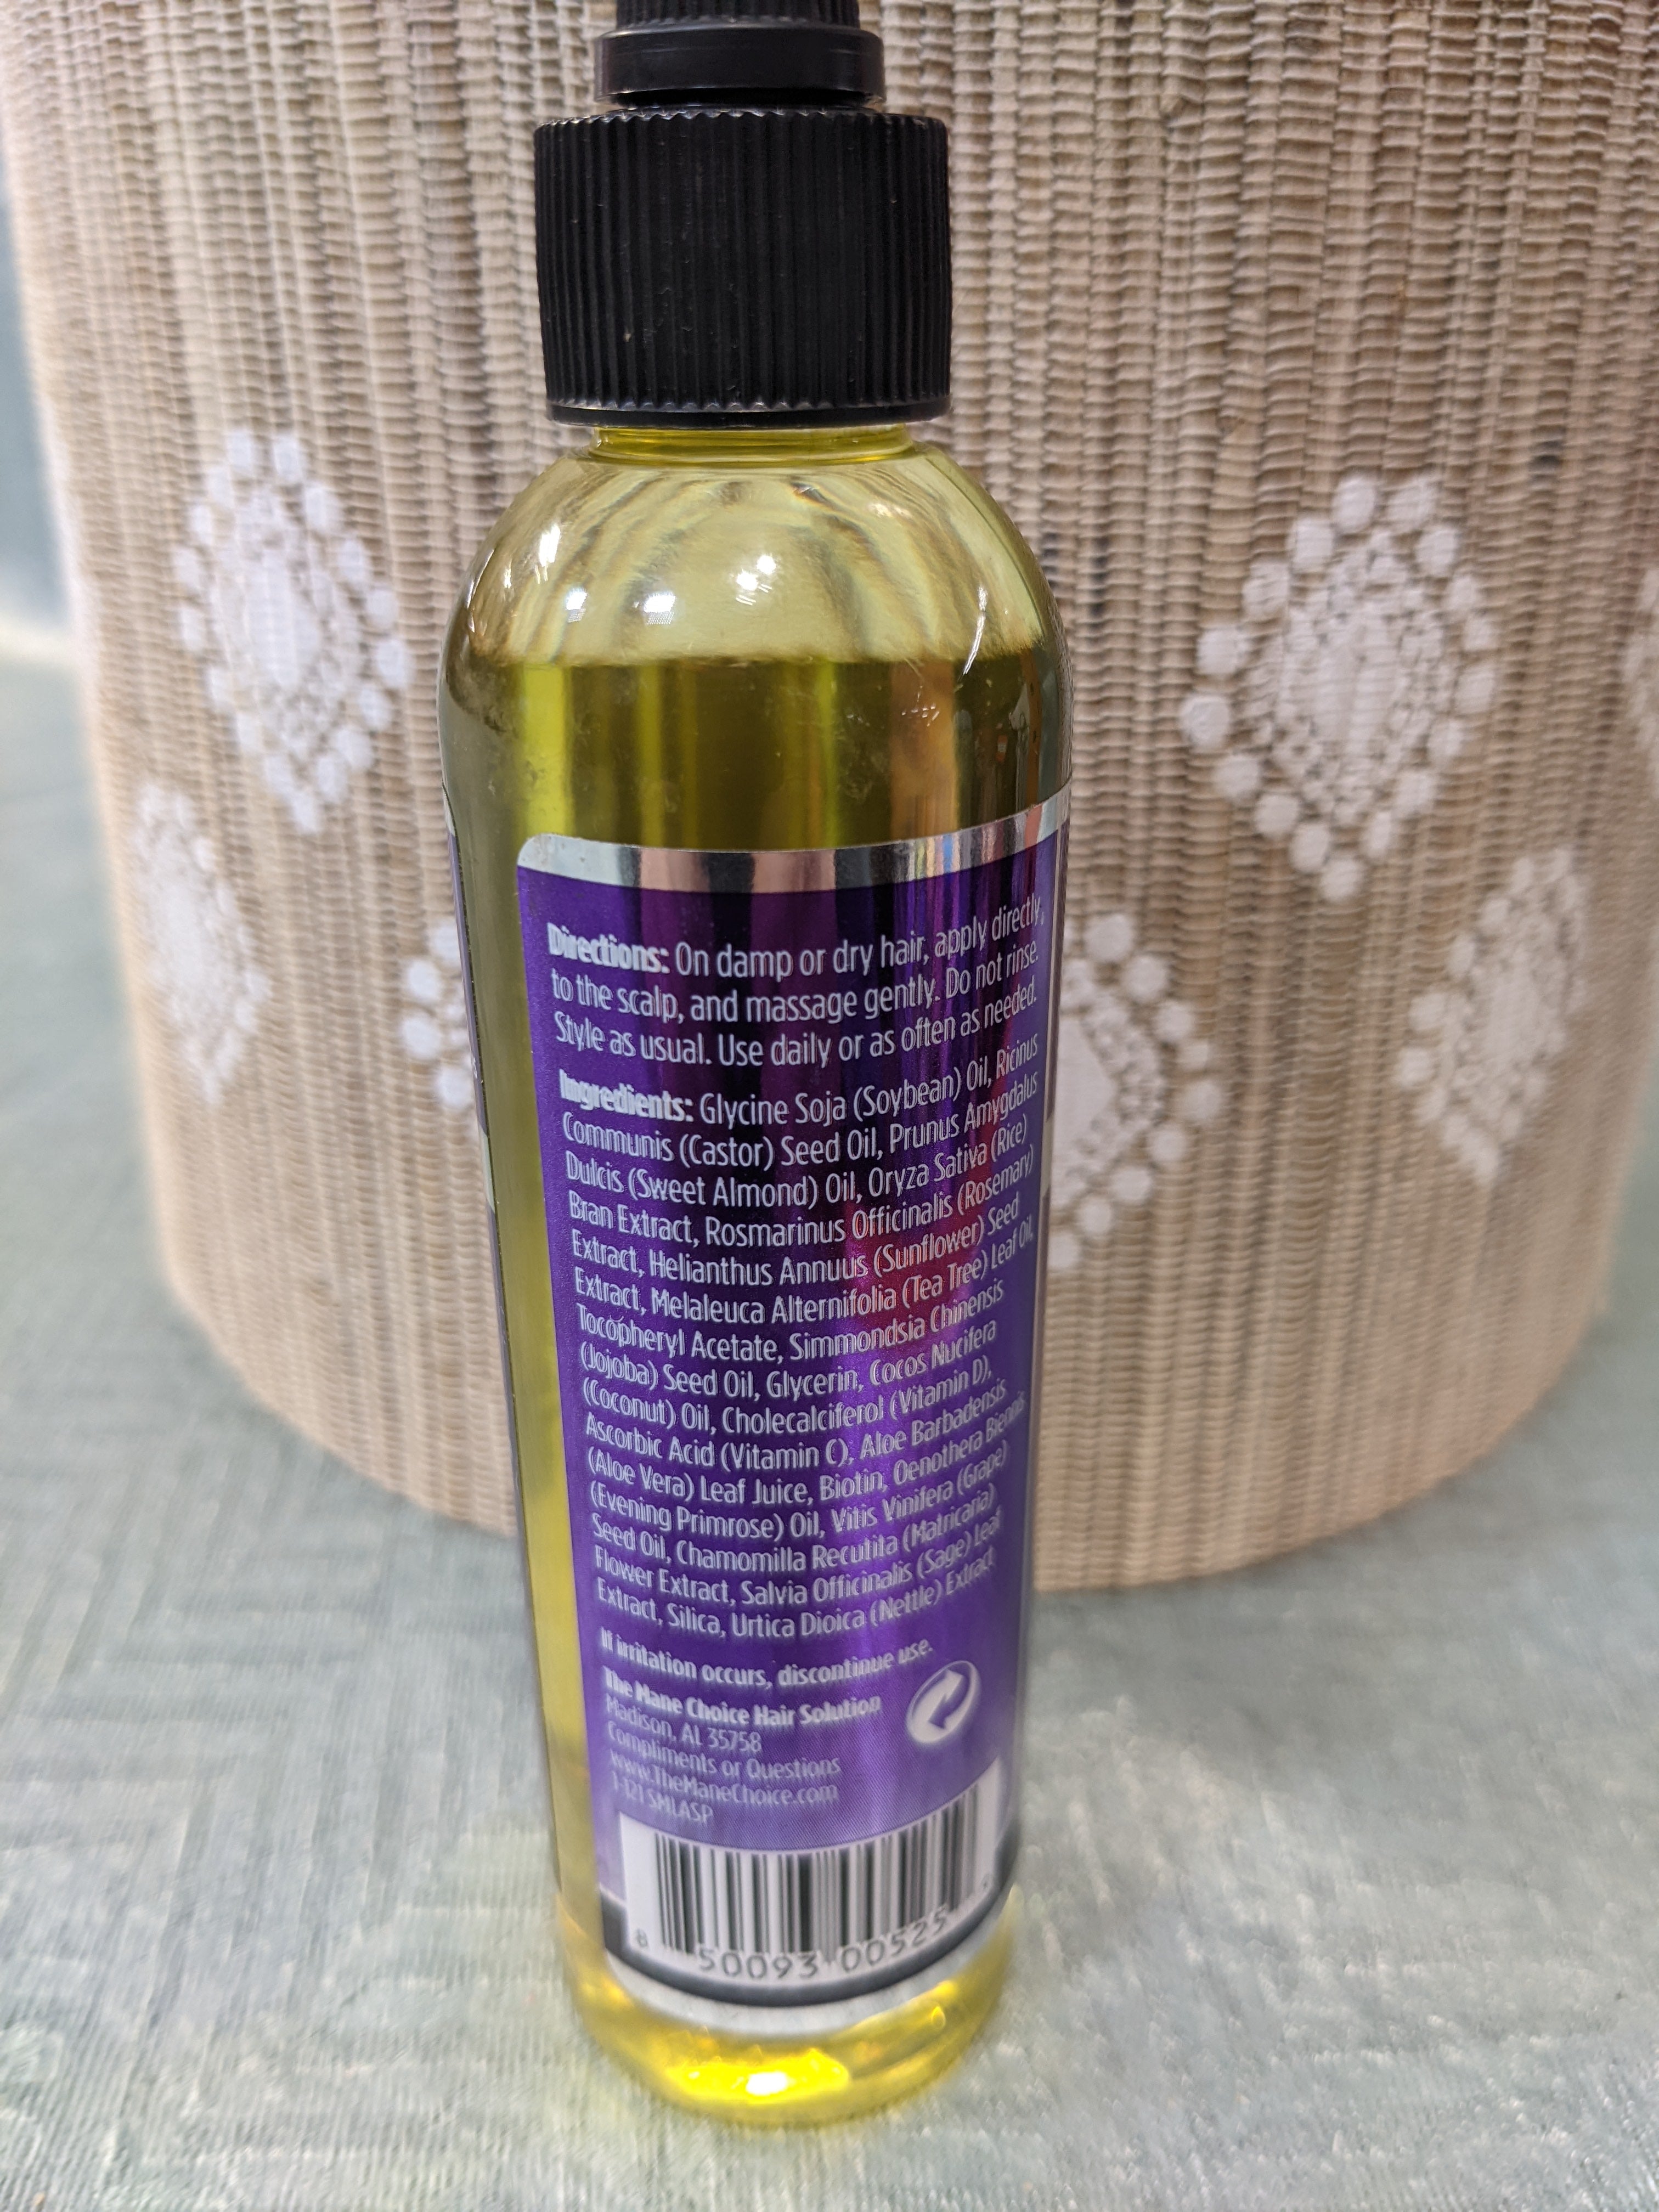 Directions: On damp or dry hair, apply directly,
to the scalp, and massage gently. Do not rinse.
Style as usual. Use daily or as often as needed.
Ingredients: Glycine Soja (Soybean) Oil, Ricinus
Communis (Castor) Seed Oil, Prunus Amygdalus
Dulcis (Sweet Almond) Oil, Oryza Sativa (Rice)
Bran Extract, Rosmarinus Officinalis (Rosemary)
Extract, Helianthus Annuus (Sunflower) Seed
Extract, Melaleuca Alternifolia (Tea Tree) Leaf Oil,
Tocopheryl Acetate, Simmondsia Chinensis
(Jojoba) Seed Oil, Glycerin, Cocos Nucifera
(Coconut) Oil, Cholecalciferol (Vitamin D),
Ascorbic Acid (Vitamin C), Aloe Barbadensis
(Aloe Vera) Leaf Juice, Biotin, Oenothera Biennis
(Evening Primrose) Oil, Vitis Vinifera (Grape)
Seed Oil, Chamomilla Recutita (Matricaria)
Flower Extract, Salvia Officinalis (Sage) Leaf
Extract, Silica, Urtica Dioica (Nettle) Extract
If irritation occurs, discontinue use.
The Mane Choice Hair Solution
Madison, AL 35758
Compliments or Questions
www.TheManeChoice.com
1-121 SMLASP
8 50093 00525 9